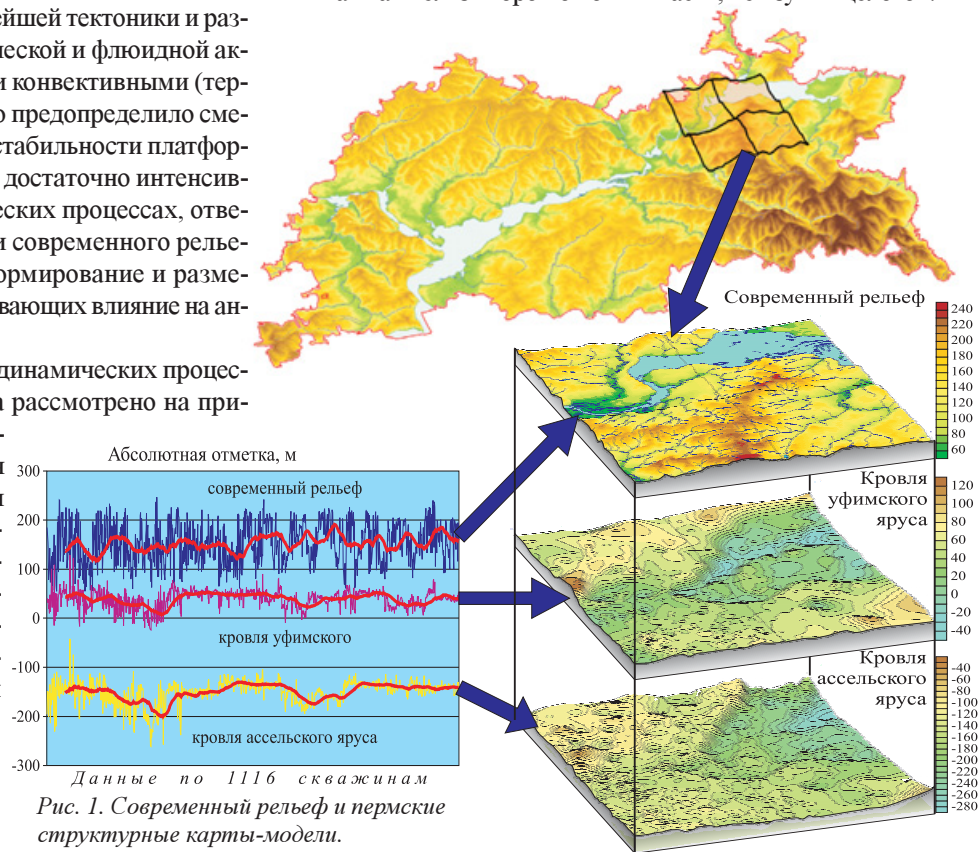 ейшей тектоники и раз-
ческой и флюидной ак-
и конвективными (тер-
о предопределило сме-
стабильности платфор-
достаточно интенсив-
еских процессах, отве-
и современного релье-
ормирование и разме-
вающих влияние на ан-
динамических процес-
а рассмотрено на при-
Современный рельеф
240
220
200
180
160
140
120
100
80
60
Абсолютная отметка, м
300
200
100
0
-100
-200
-300
современный рельеф
кровля уфимского
кровля ассельского яруса
Данные по 1116 скважинам
Кровля
уфимского
яруса
120
100
80
60
40
20
0
-20
-40
Кровля
ассельского
яруса
-40
-60
-80
-100
-120
-140
-160
-180
-200
-220
-240
-260
-280
Рис. 1. Современный рельеф и пермские
структурные карты-модели.